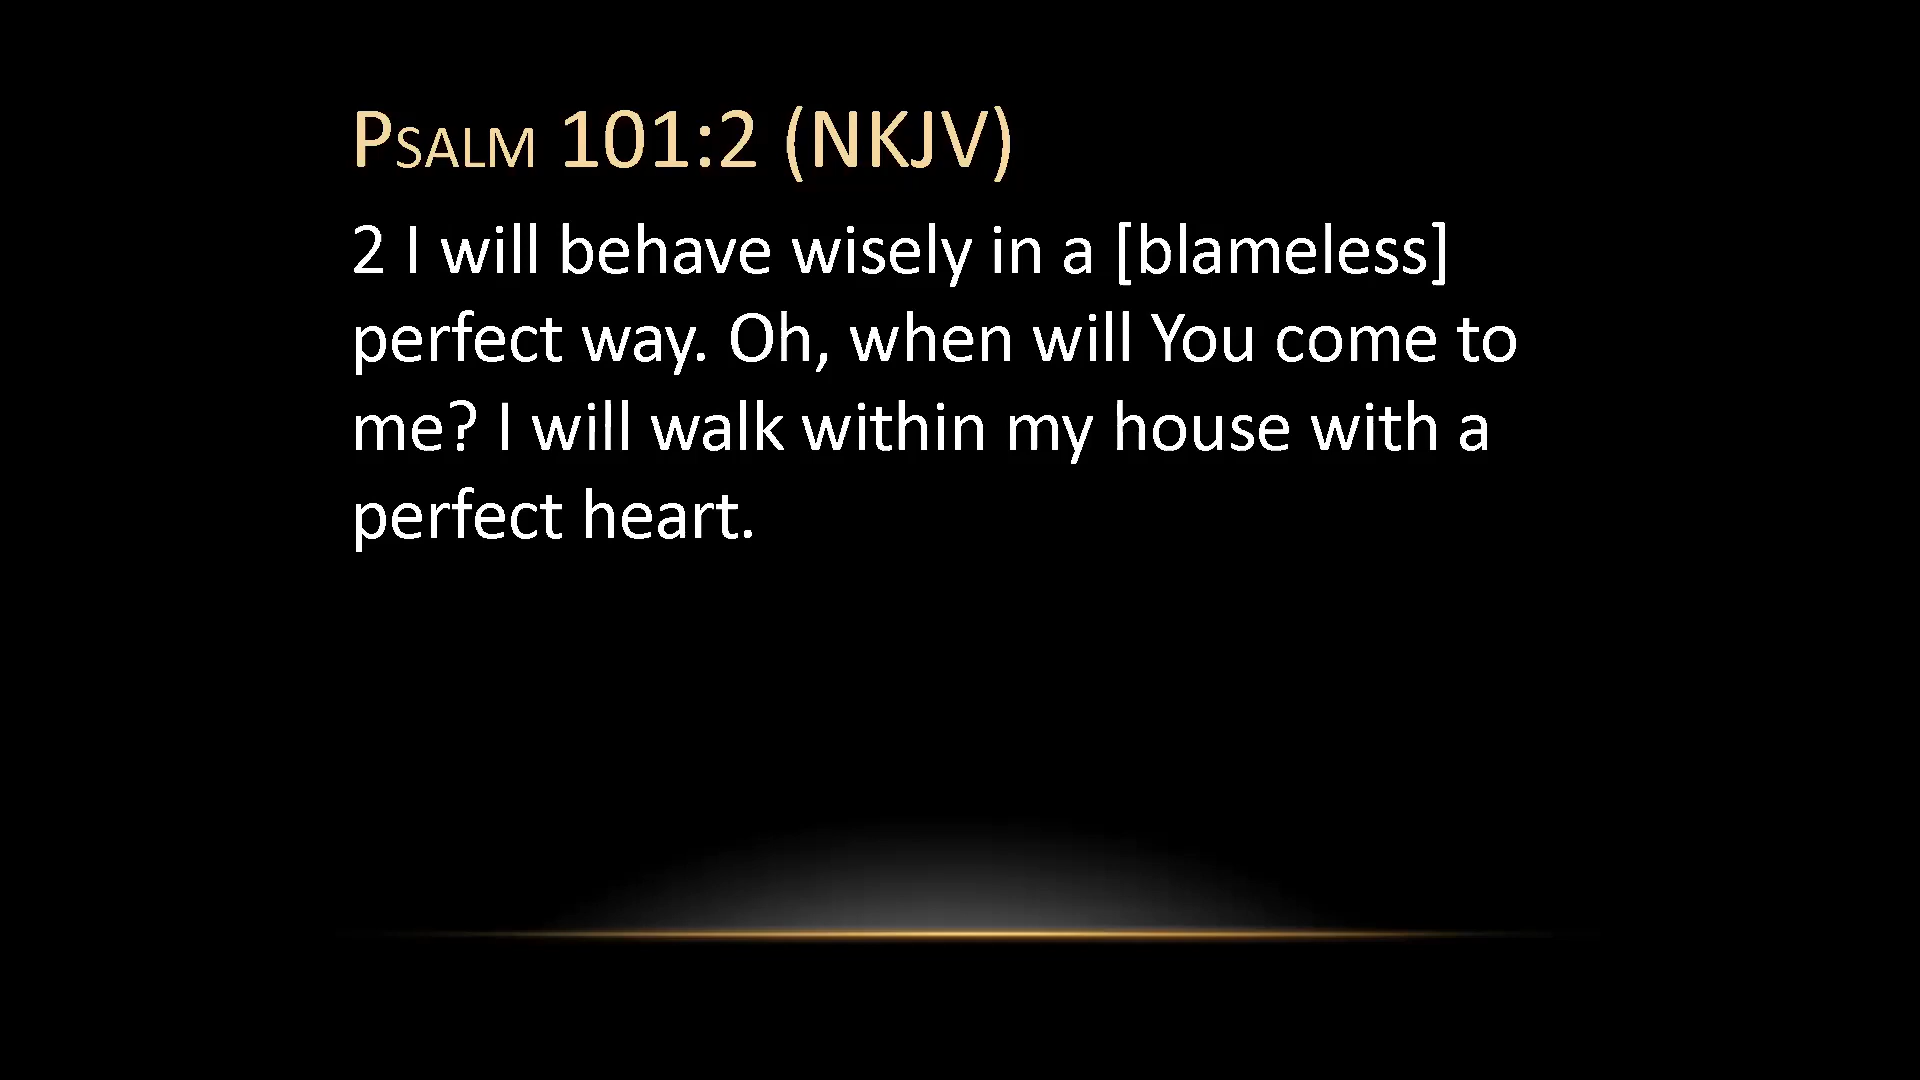 Psalm 101:2 (NKJV)
2 I will behave wisely in a [blameless]
perfect way. Oh, when will You come to
me? I will walk within my house with a
perfect heart.